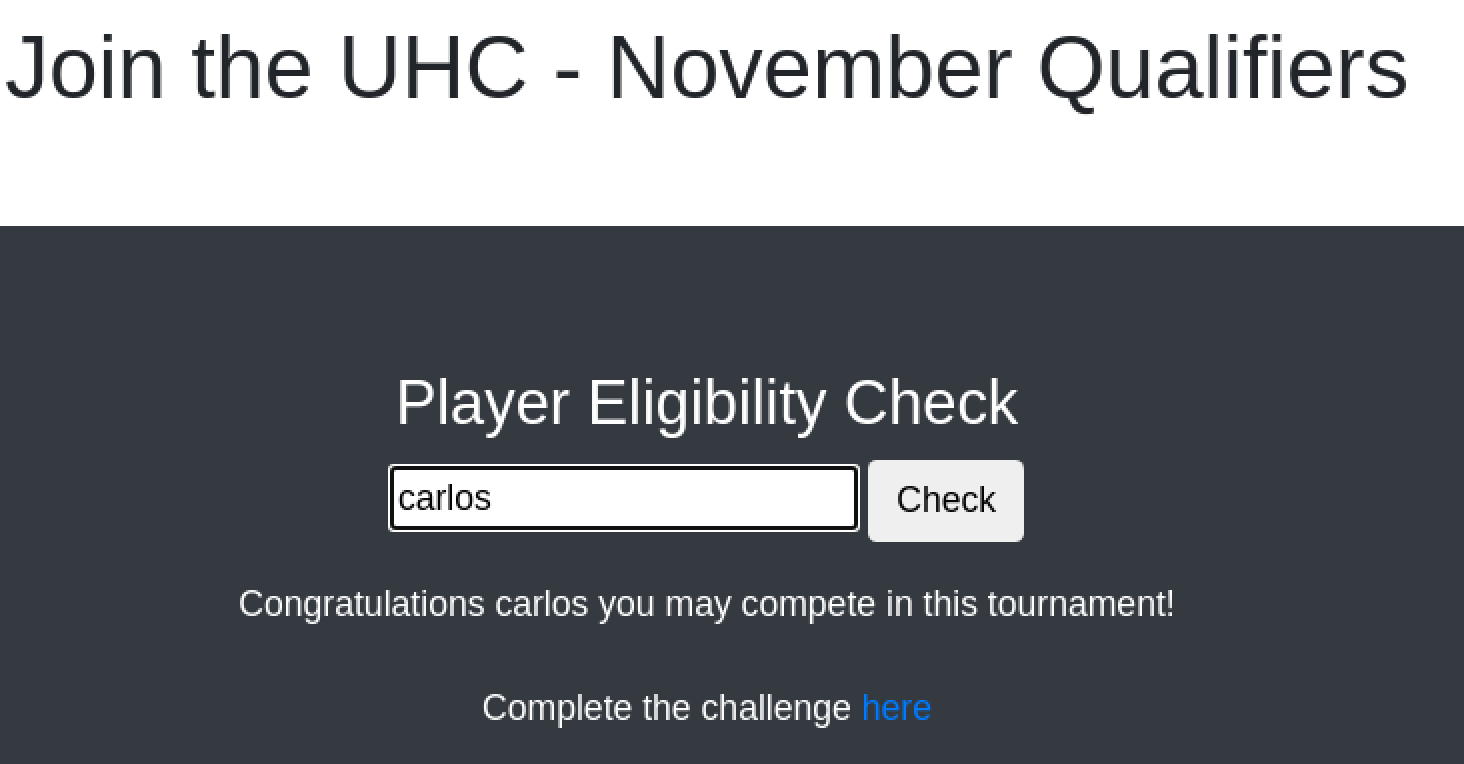 Join the UHC - November Qualifiers
Player Eligibility Check
carlos
Check
Congratulations carlos you may compete in this tournament!
Complete the challenge here